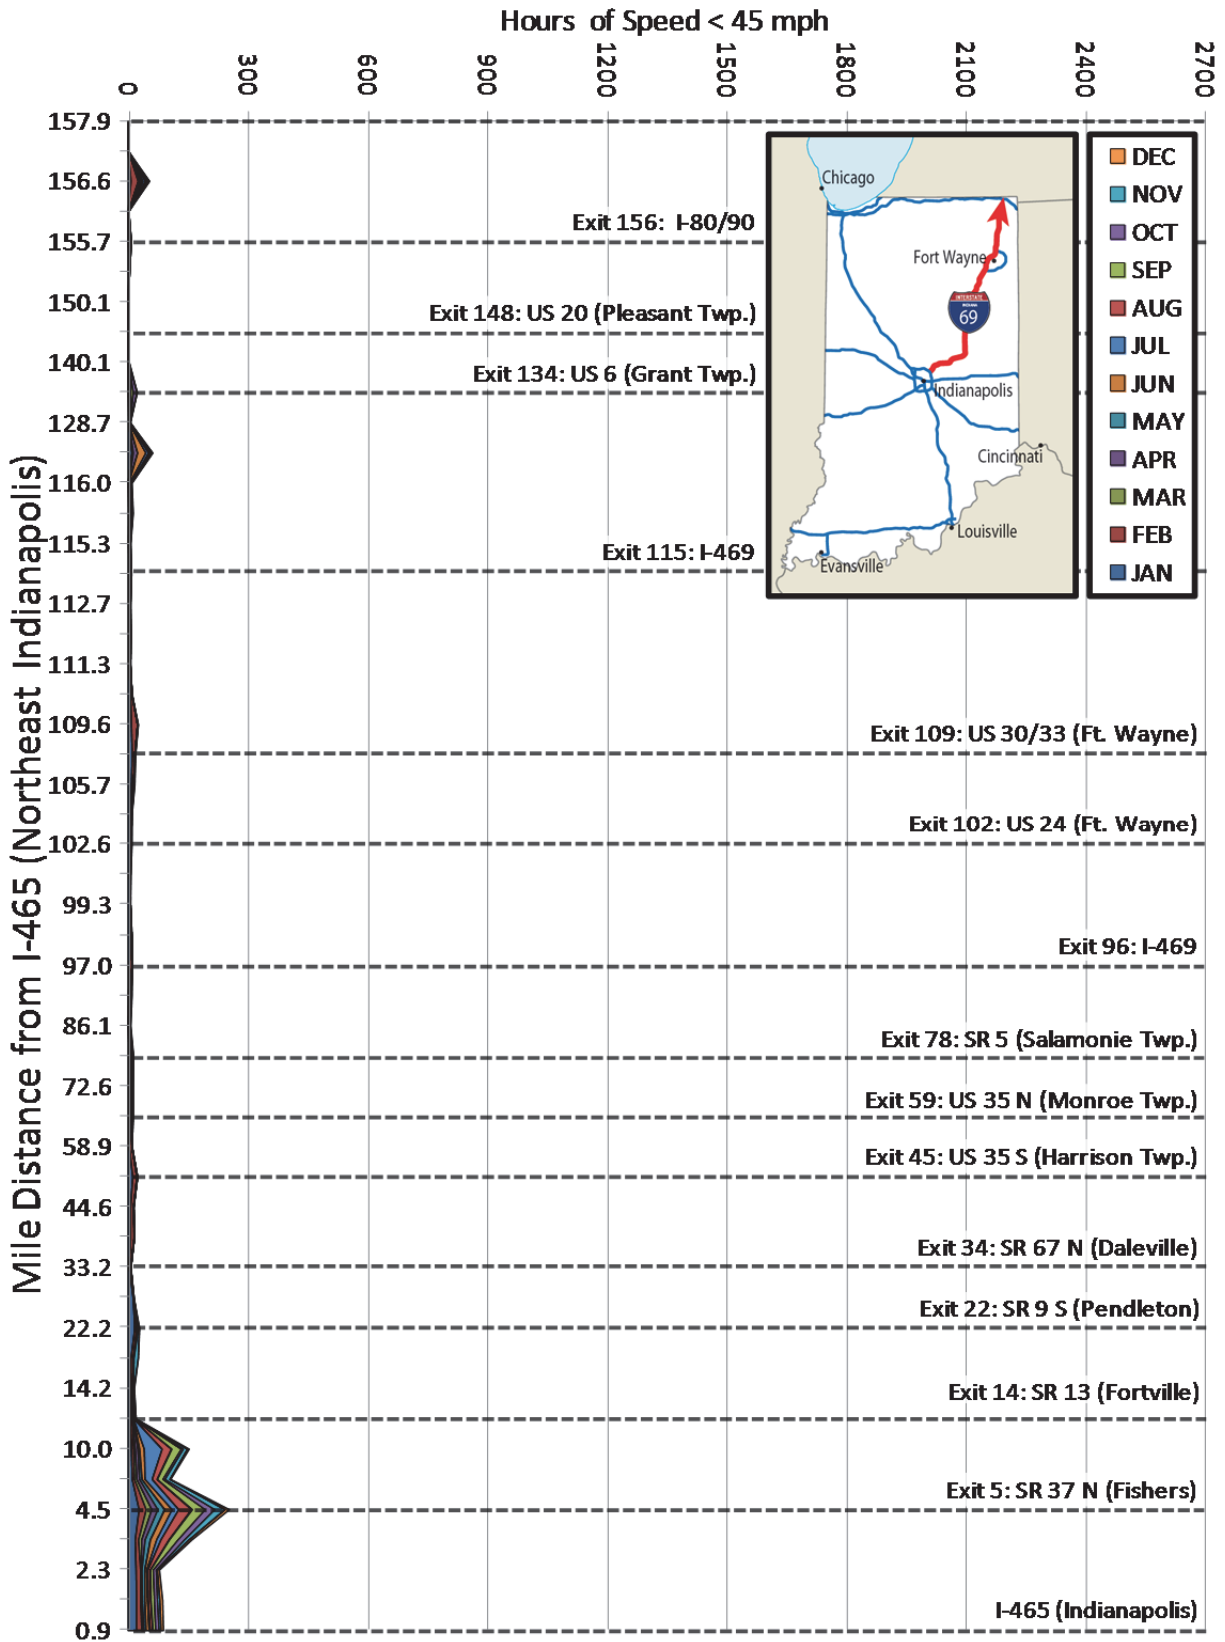 Hours of Speed < 45 mph
0
300
600
900
1200
1500
1800
2100
2400
2700
Mile Distance from I-465 (Northeast Indianapolis)
157.9
156.6
155.7
150.1
140.1
128.7
116.0
115.3
112.7
111.3
109.6
105.7
102.6
99.3
97.0
86.1
72.6
58.9
44.6
33.2
22.2
14.2
10.0
4.5
2.3
0.9
Exit 156: I-80/90
Exit 148: US 20 (Pleasant Twp.)
Exit 134: US 6 (Grant Twp.)
Exit 115: I-469
Exit 109: US 30/33 (Ft. Wayne)
Exit 102: US 24 (Ft. Wayne)
Exit 96: I-469
Exit 78: SR 5 (Salamonie Twp.)
Exit 59: US 35 N (Monroe Twp.)
Exit 45: US 35 S (Harrison Twp.)
Exit 34: SR 67 N (Daleville)
Exit 22: SR 9 S (Pendleton)
Exit 14: SR 13 (Fortville)
Exit 5: SR 37 N (Fishers)
I-465 (Indianapolis)
Chicago
Fort Wayne
INTERSTATE
INDIANA
69
Indianapolis
Cincinnati
Louisville
Evansville
DEC
NOV
OCT
SEP
AUG
JUL
JUN
MAY
APR
MAR
FEB
JAN